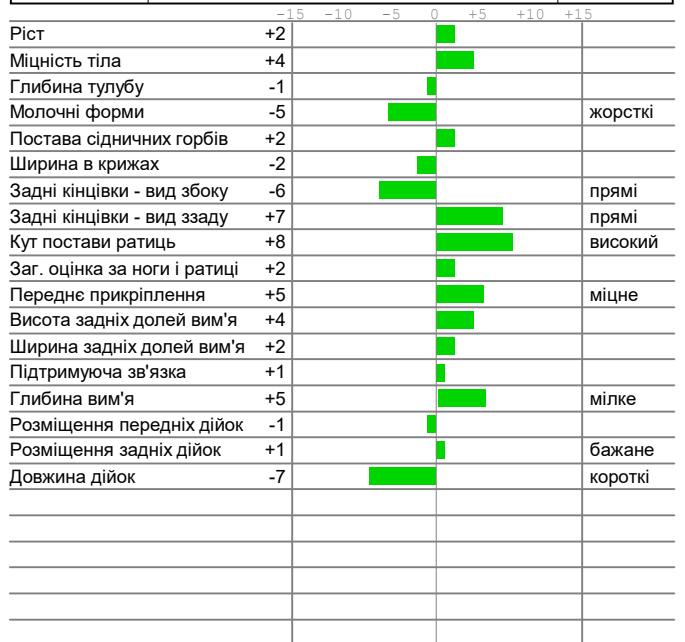 -15 -10 -5 0 +5 +10 +15
Ріст +2
Міцність тіла +4
Глибина тулубу -1
Молочні форми -5 жорсткі
Постава сідничних горбів +2
Ширина в крижах -2
Задні кінцівки - вид збоку -6 прямі
Задні кінцівки - вид ззаду +7 прямі
Кут постави ратиць +8 високий
Заг. оцінка за ноги і ратиці +2
Переднє прикріплення +5 міцне
Висота задніх долей вим'я +4
Ширина задніх долей вим'я +2
Підтримуюча зв'язка +1
Глибина вим'я +5 мілке
Розміщення передніх дійок -1
Розміщення задніх дійок +1 бажане
Довжина дійок -7 короткі